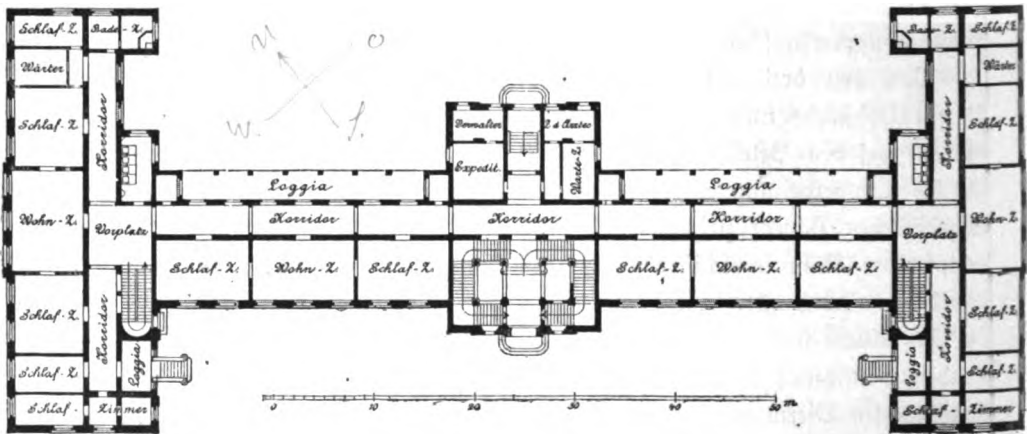 Schlaf-Z. Bade-Z. N O Bade-Z. Schlaf-Z
Wärter Wärter
Korridor W. S. Verwalter Z d Arztes Korridor
Schlaf-Z. Schlaf-Z.
Expedit. Warte-Z.
Loggia Loggia
Wohn-Z. Vorplatz Korridor Korridor Korridor Vorplatz Wohn-Z.
Schlaf-Z. Wohn-Z. Schlaf-Z. Schlaf-Z. Wohn-Z. Schlaf-Z.
Schlaf-Z. Korridor Korridor Schlaf-Z
Loggia Loggia
Schlaf-Z. Schlaf-Z.
Schlaf-Zimmer 0 10 20 30 40 50 m Schlaf-Zimmer